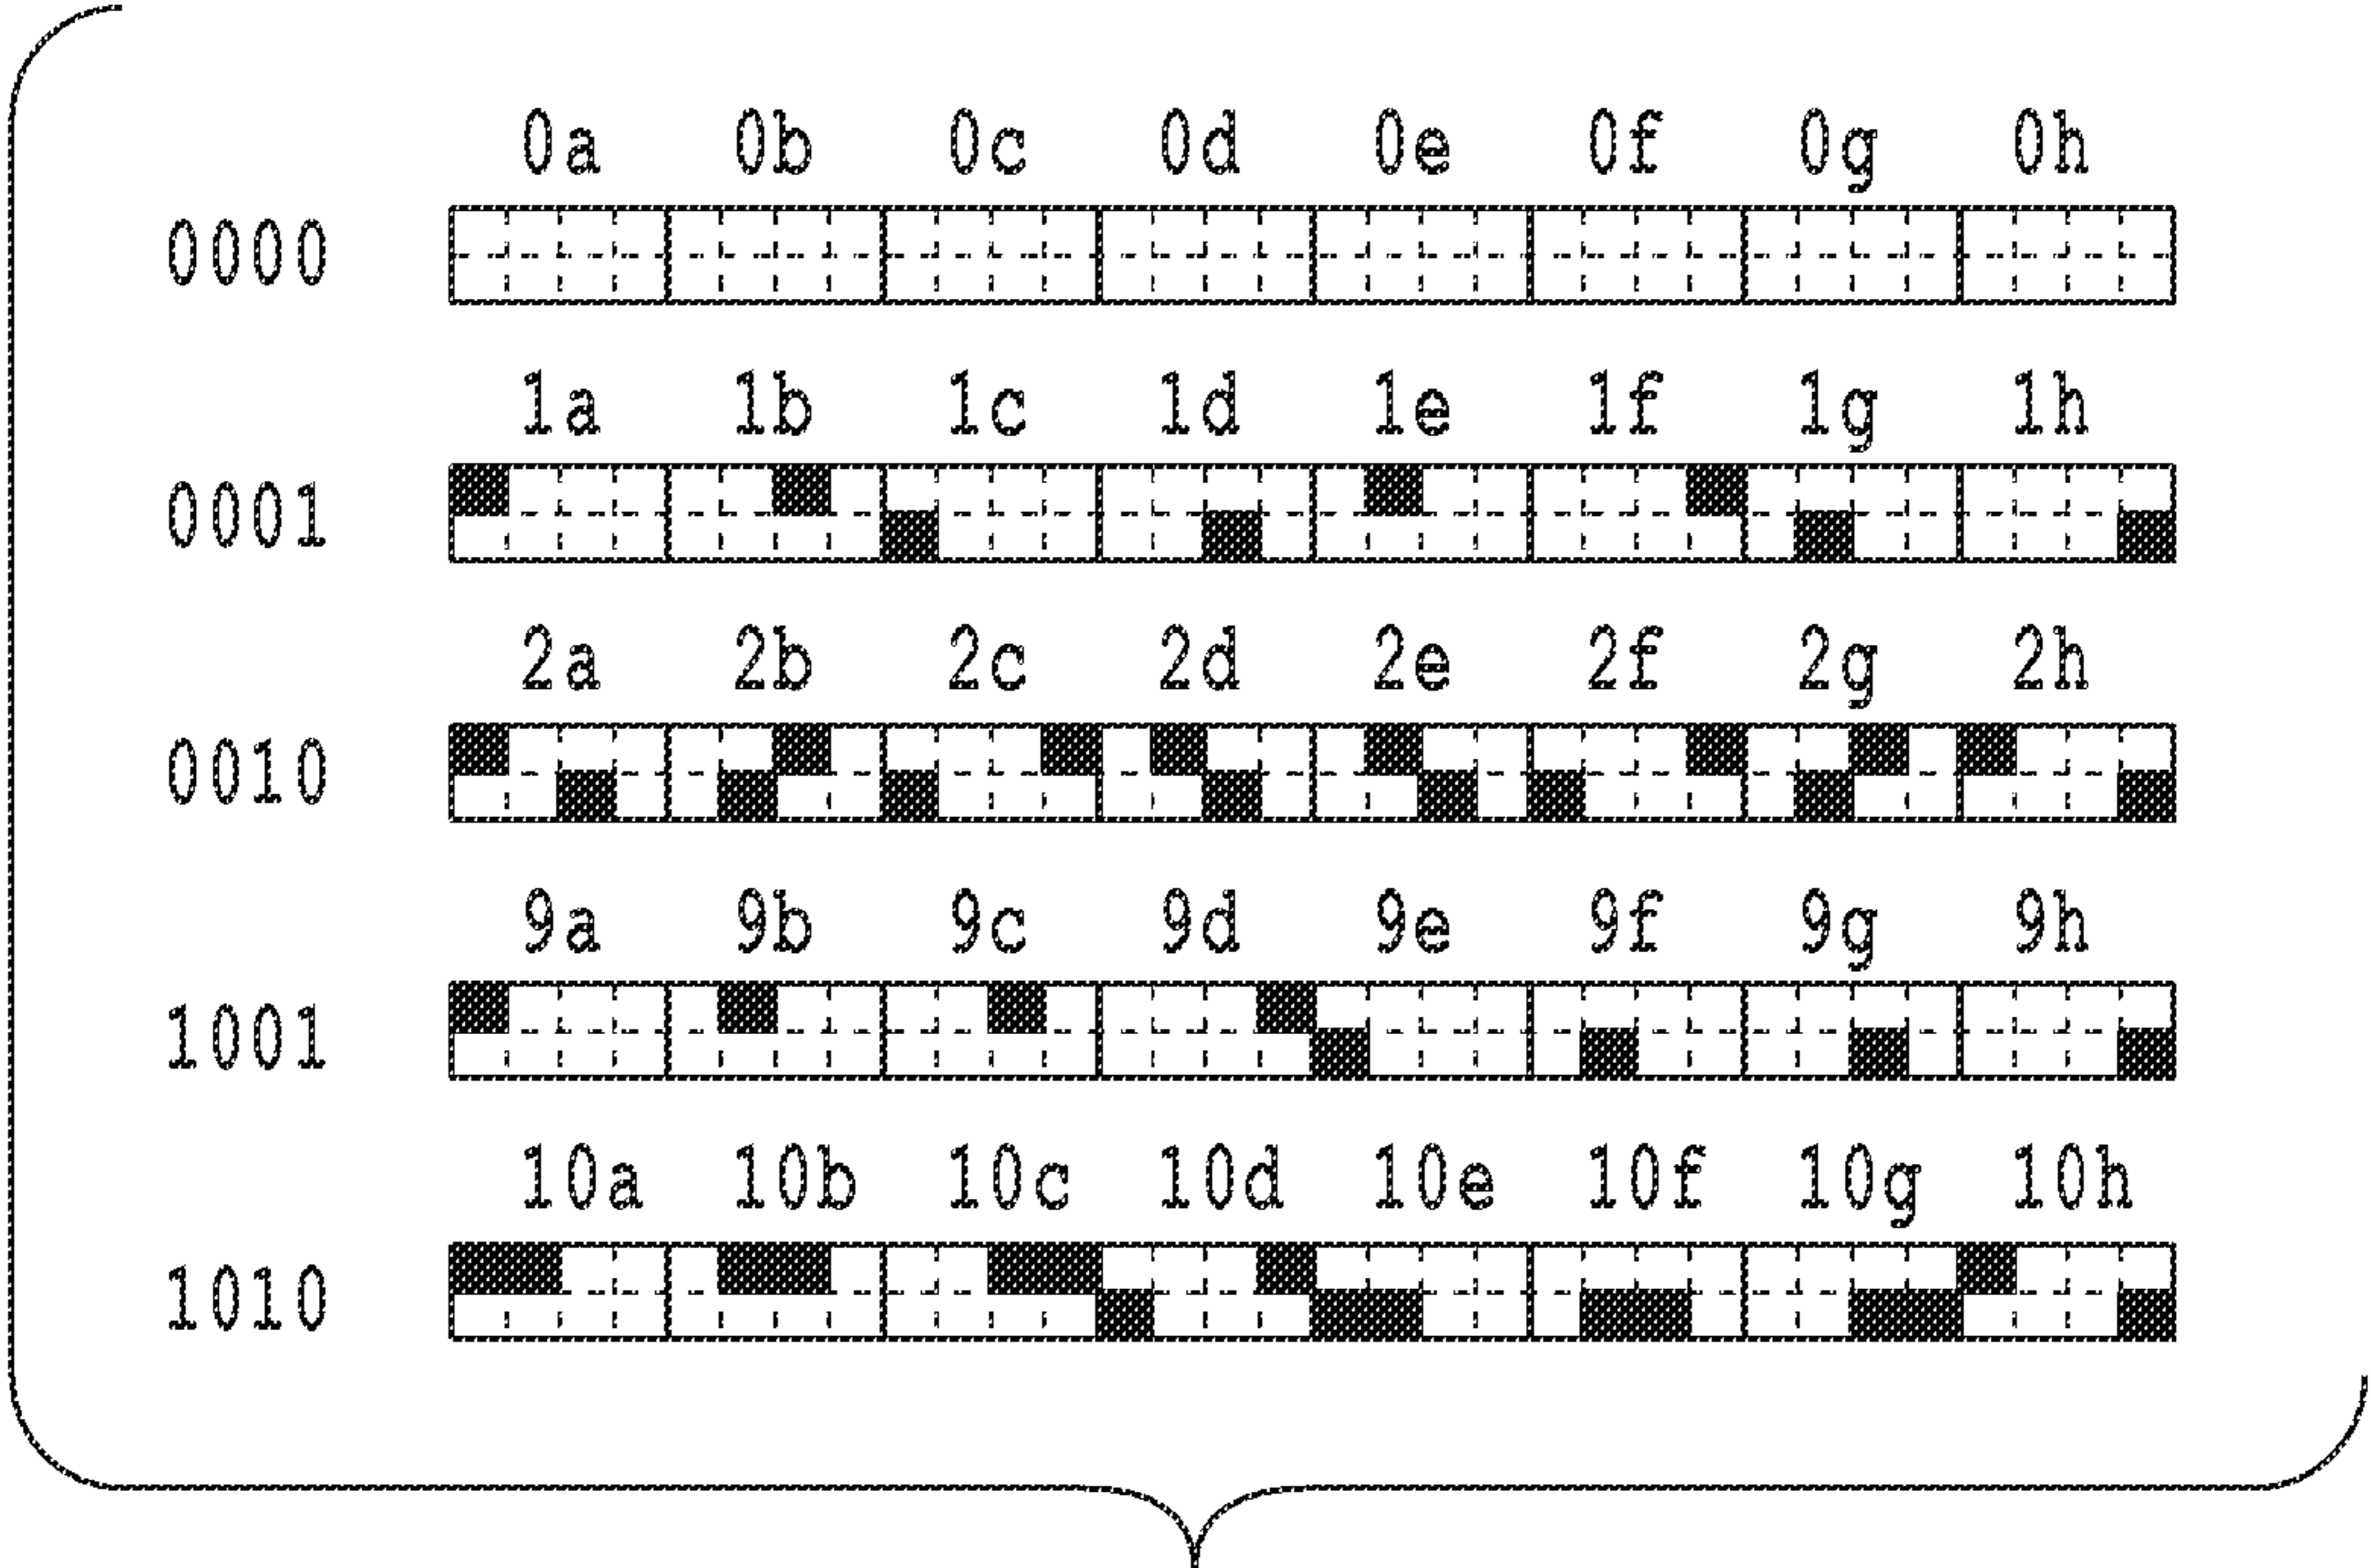 0a 0b 0c 0d 0e 0f 0g 0h
0000
1a 1b 1c 1d 1e 1f 1g 1h
0001
2a 2b 2c 2d 2e 2f 2g 2h
0010
9a 9b 9c 9d 9e 9f 9g 9h
1001
10a 10b 10c 10d 10e 10f 10g 10h
1010